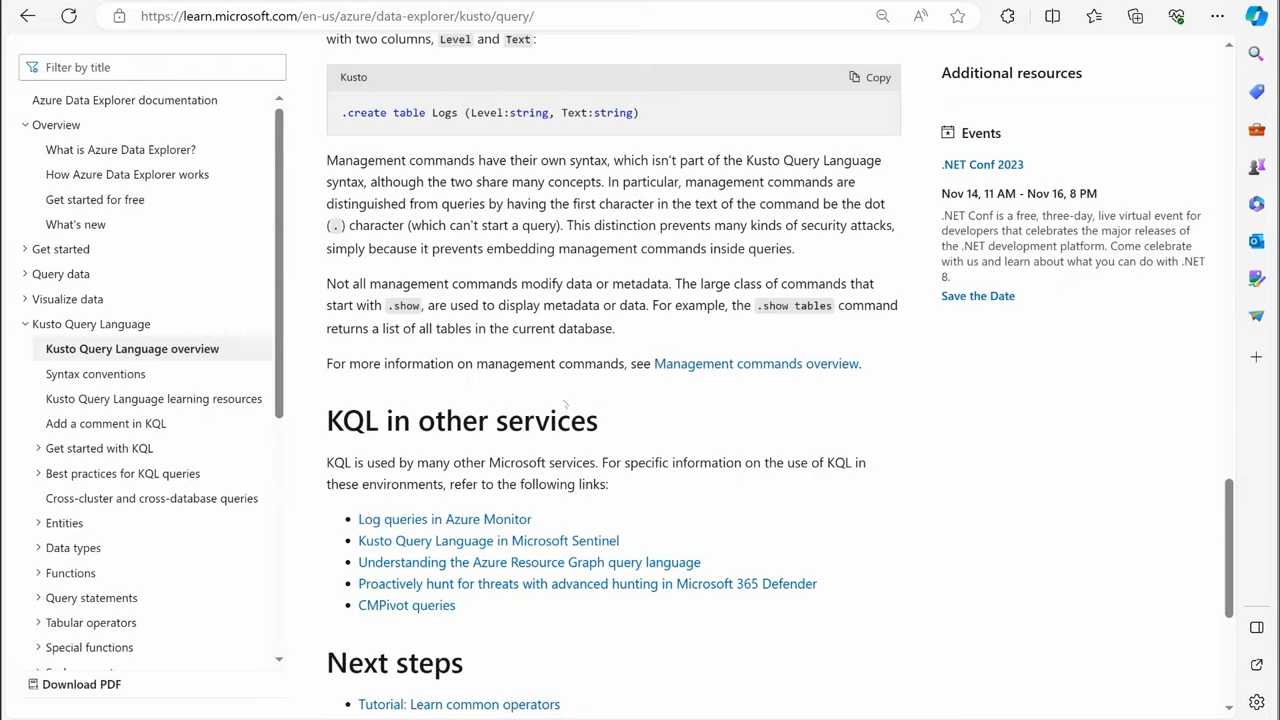 https://learn.microsoft.com/en-us/azure/data-explorer/kusto/query/
Filter by title
Azure Data Explorer documentation
Overview
What is Azure Data Explorer?
How Azure Data Explorer works
Get started for free
What's new
Get started
Query data
Visualize data
Kusto Query Language
Kusto Query Language overview
Syntax conventions
Kusto Query Language learning resources
Add a comment in KQL
Get started with KQL
Best practices for KQL queries
Cross-cluster and cross-database queries
Entities
Data types
Functions
Query statements
Tabular operators
Special functions
Download PDF
with two columns, Level and Text:
Kusto
Copy
.create table Logs (Level:string, Text:string)
Management commands have their own syntax, which isn't part of the Kusto Query Language
syntax, although the two share many concepts. In particular, management commands are
distinguished from queries by having the first character in the text of the command be the dot
(.) character (which can't start a query). This distinction prevents many kinds of security attacks,
simply because it prevents embedding management commands inside queries.
Not all management commands modify data or metadata. The large class of commands that
start with .show, are used to display metadata or data. For example, the .show tables command
returns a list of all tables in the current database.
For more information on management commands, see Management commands overview.
KQL in other services
KQL is used by many other Microsoft services. For specific information on the use of KQL in
these environments, refer to the following links:
• Log queries in Azure Monitor
• Kusto Query Language in Microsoft Sentinel
• Understanding the Azure Resource Graph query language
• Proactively hunt for threats with advanced hunting in Microsoft 365 Defender
• CMPivot queries
Next steps
• Tutorial: Learn common operators
Additional resources
Events
.NET Conf 2023
Nov 14, 11 AM - Nov 16, 8 PM
.NET Conf is a free, three-day, live virtual event for
developers that celebrates the major releases of
the .NET development platform. Come celebrate
with us and learn about what you can do with .NET
8.
Save the Date